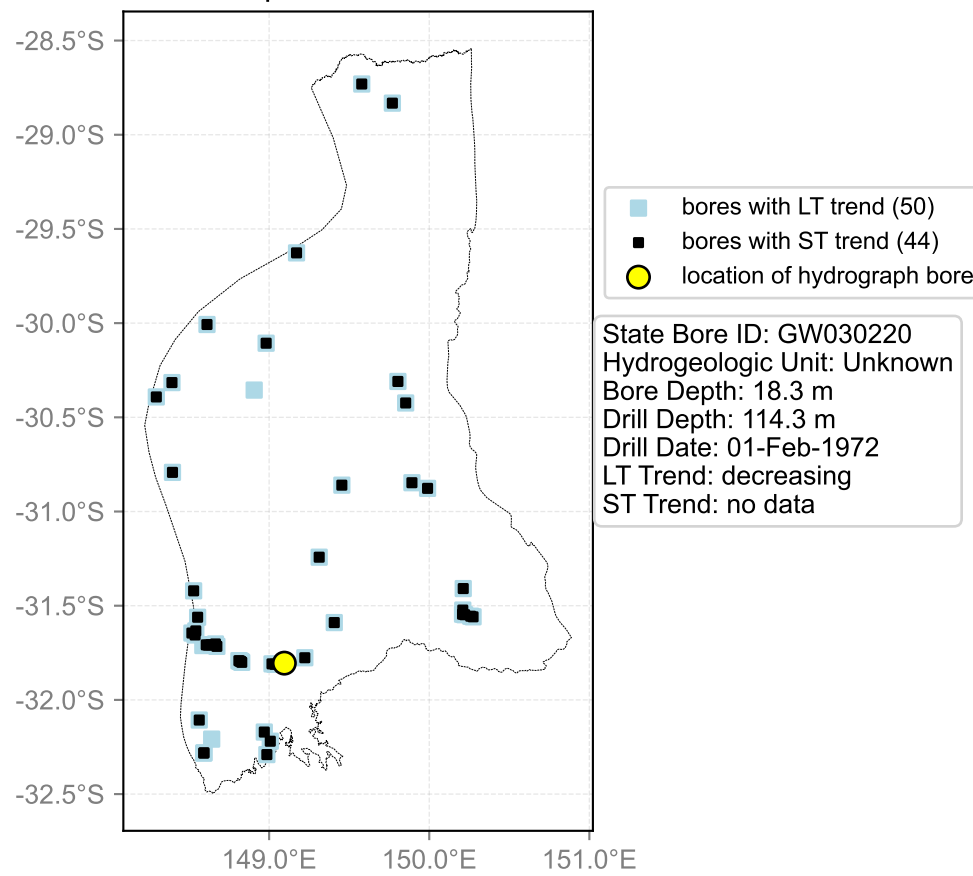 -28.5°S
-29.0°S
-29.5°S
-30.0°S
-30.5°S
-31.0°S
-31.5°S
-32.0°S
-32.5°S
149.0°E
150.0°E
151.0°E
bores with LT trend (50)
bores with ST trend (44)
location of hydrograph bore
State Bore ID: GW030220
Hydrogeologic Unit: Unknown
Bore Depth: 18.3 m
Drill Depth: 114.3 m
Drill Date: 01-Feb-1972
LT Trend: decreasing
ST Trend: no data